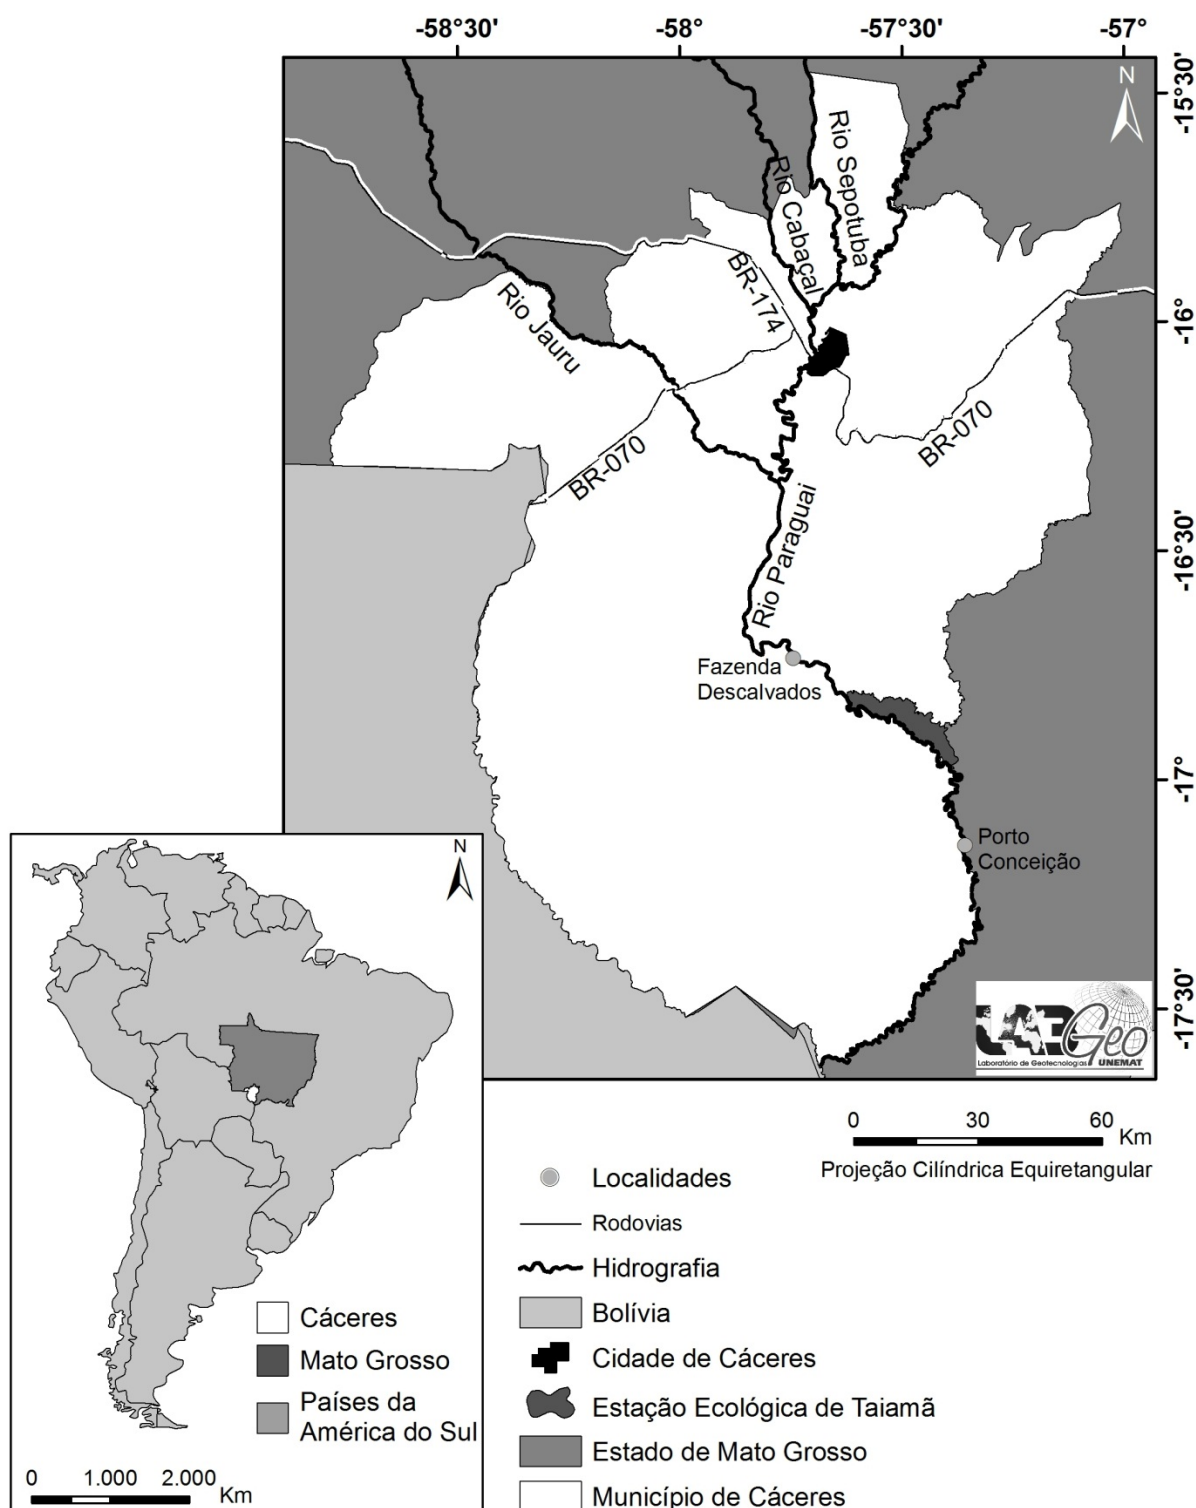 -58°30'
-58°
-57°30'
-57°
N
-15°30'
-16°
-16°30'
-17°
-17°30'
Rio Sepotuba
Rio Cabaçal
BR-174
Rio Jauru
BR-070
BR-070
Rio Paraguai
Fazenda
Descalvados
Porto
Conceição
LABGeo
Laboratório de Geotecnologias UNEMAT
0 30 60 Km
Projeção Cilíndrica Equiretangular
N
Cáceres
Mato Grosso
Países da
América do Sul
0 1.000 2.000 Km
Localidades
Rodovias
Hidrografia
Bolívia
Cidade de Cáceres
Estação Ecológica de Taiamã
Estado de Mato Grosso
Município de Cáceres